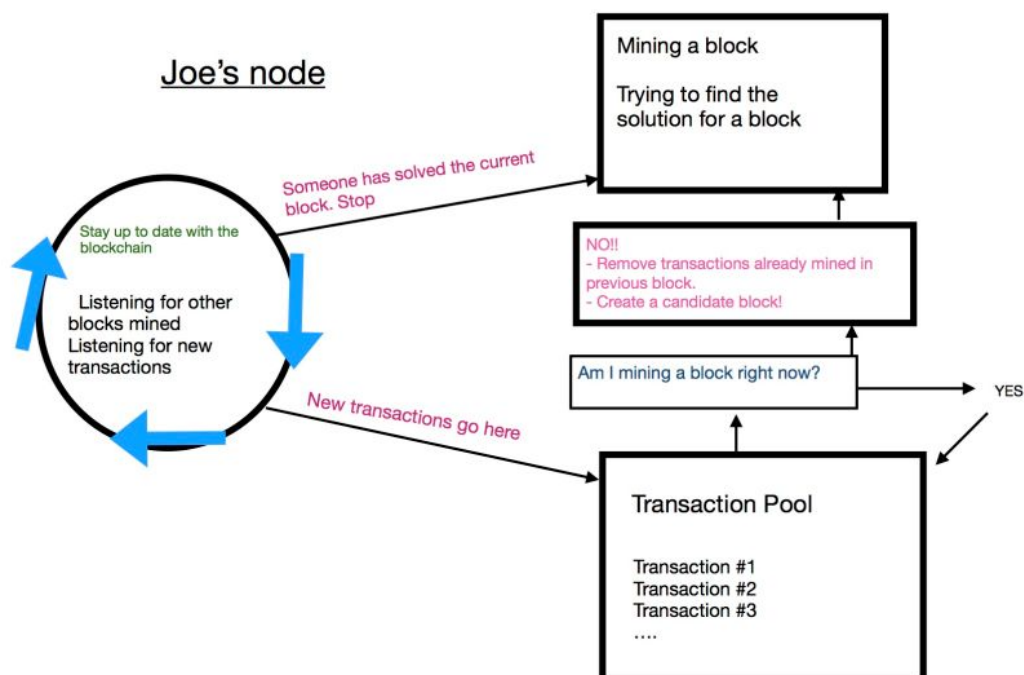 Joe's node
Stay up to date with the
blockchain
Listening for other
blocks mined
Listening for new
transactions
Someone has solved the current
block. Stop
New transactions go here
Mining a block
Trying to find the
solution for a block
NO!!
- Remove transactions already mined in
previous block.
- Create a candidate block!
Am I mining a block right now?
YES
Transaction Pool
Transaction #1
Transaction #2
Transaction #3
....